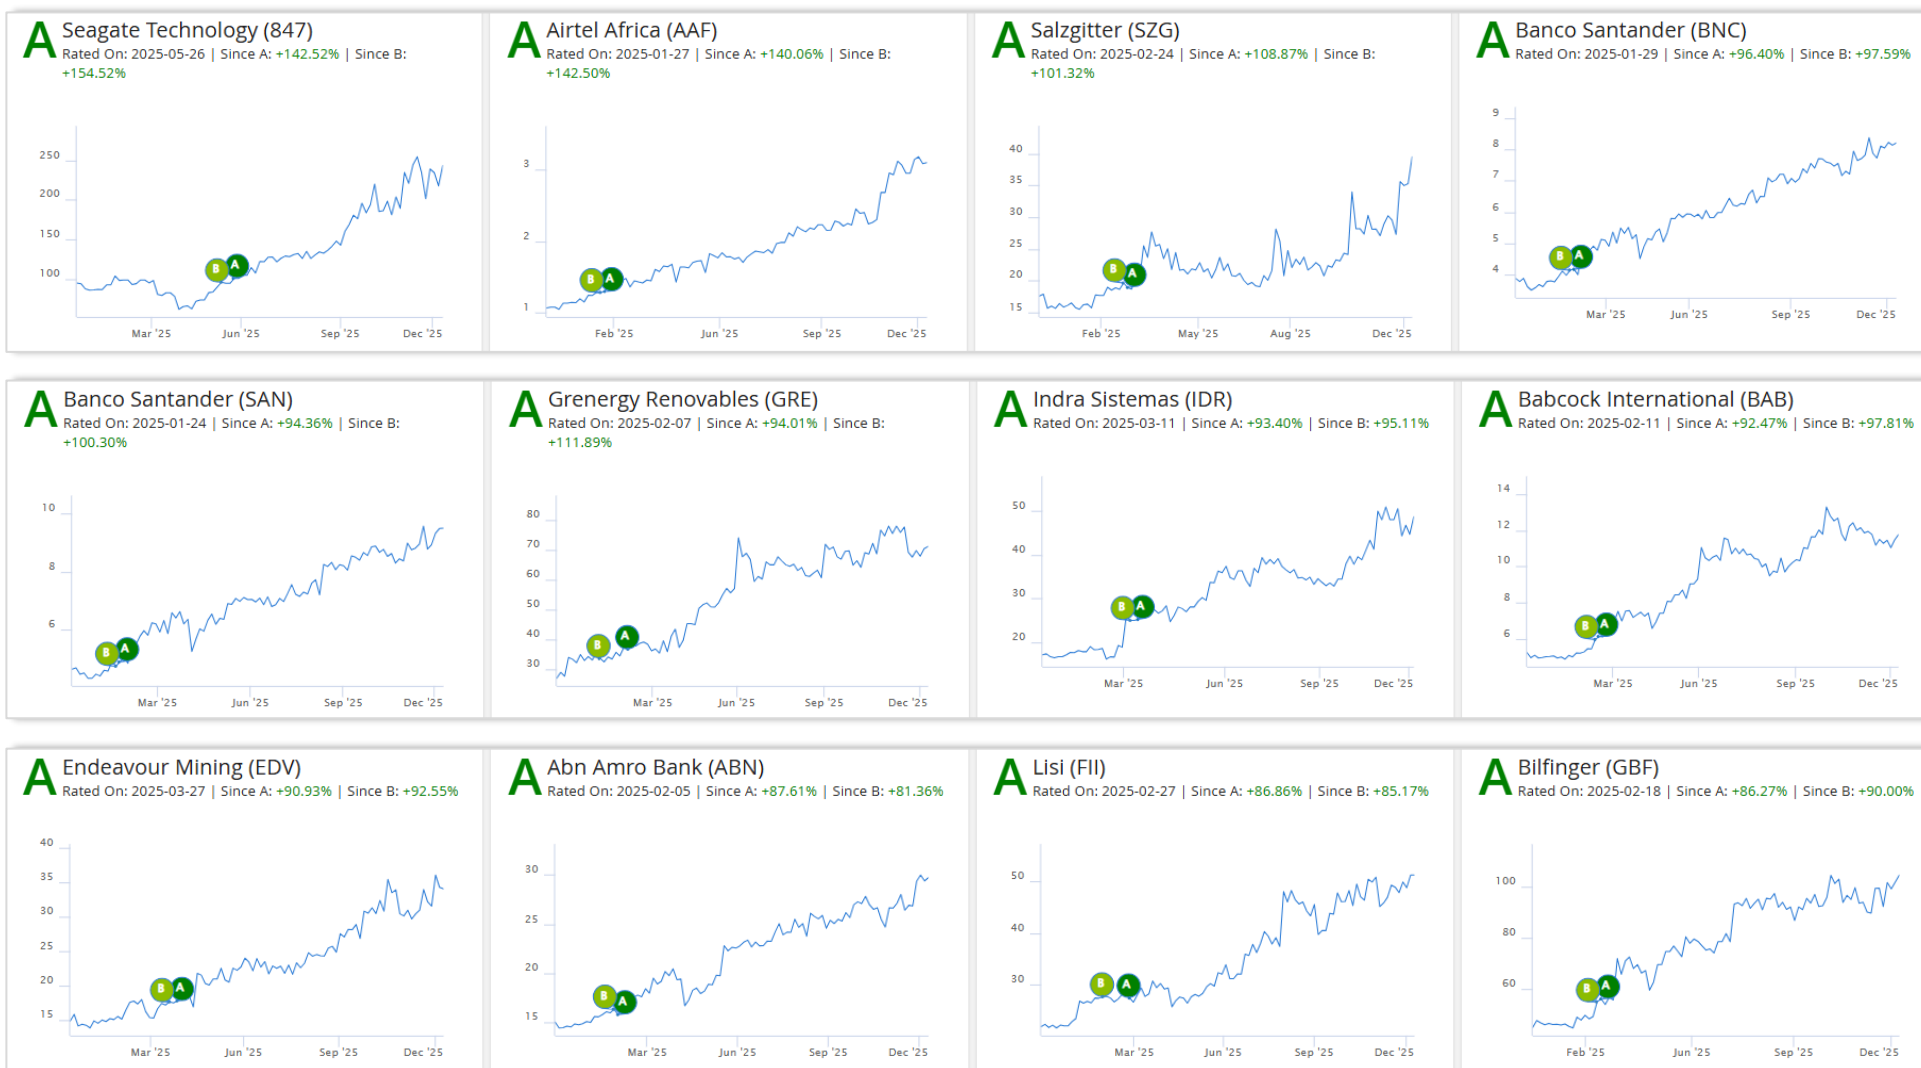 A Seagate Technology (847)
Rated On: 2025-05-26 | Since A: +142.52% | Since B:
+154.52%
250
200
150
100
B A
Mar '25 Jun '25 Sep '25 Dec '25
A Airtel Africa (AAF)
Rated On: 2025-01-27 | Since A: +140.06% | Since B:
+142.50%
3
2
1
B A
Feb '25 Jun '25 Sep '25 Dec '25
A Salzgitter (SZG)
Rated On: 2025-02-24 | Since A: +108.87% | Since B:
+101.32%
40
35
30
25
20
15
B A
Feb '25 May '25 Aug '25 Dec '25
A Banco Santander (BNC)
Rated On: 2025-01-29 | Since A: +96.40% | Since B: +97.59%
9
8
7
6
5
4
B A
Mar '25 Jun '25 Sep '25 Dec '25
A Banco Santander (SAN)
Rated On: 2025-01-24 | Since A: +94.36% | Since B:
+100.30%
10
8
6
B A
Mar '25 Jun '25 Sep '25 Dec '25
A Grenergy Renovables (GRE)
Rated On: 2025-02-07 | Since A: +94.01% | Since B:
+111.89%
80
70
60
50
40
30
B A
Mar '25 Jun '25 Sep '25 Dec '25
A Indra Sistemas (IDR)
Rated On: 2025-03-11 | Since A: +93.40% | Since B: +95.11%
50
40
30
20
B A
Mar '25 Jun '25 Sep '25 Dec '25
A Babcock International (BAB)
Rated On: 2025-02-11 | Since A: +92.47% | Since B: +97.81%
14
12
10
8
6
B A
Mar '25 Jun '25 Sep '25 Dec '25
A Endeavour Mining (EDV)
Rated On: 2025-03-27 | Since A: +90.93% | Since B: +92.55%
40
35
30
25
20
15
B A
Mar '25 Jun '25 Sep '25 Dec '25
A Abn Amro Bank (ABN)
Rated On: 2025-02-05 | Since A: +87.61% | Since B: +81.36%
30
25
20
15
B A
Mar '25 Jun '25 Sep '25 Dec '25
A Lisi (FII)
Rated On: 2025-02-27 | Since A: +86.86% | Since B: +85.17%
50
40
30
B A
Mar '25 Jun '25 Sep '25 Dec '25
A Bilfinger (GBF)
Rated On: 2025-02-18 | Since A: +86.27% | Since B: +90.00%
100
80
60
B A
Feb '25 Jun '25 Sep '25 Dec '25